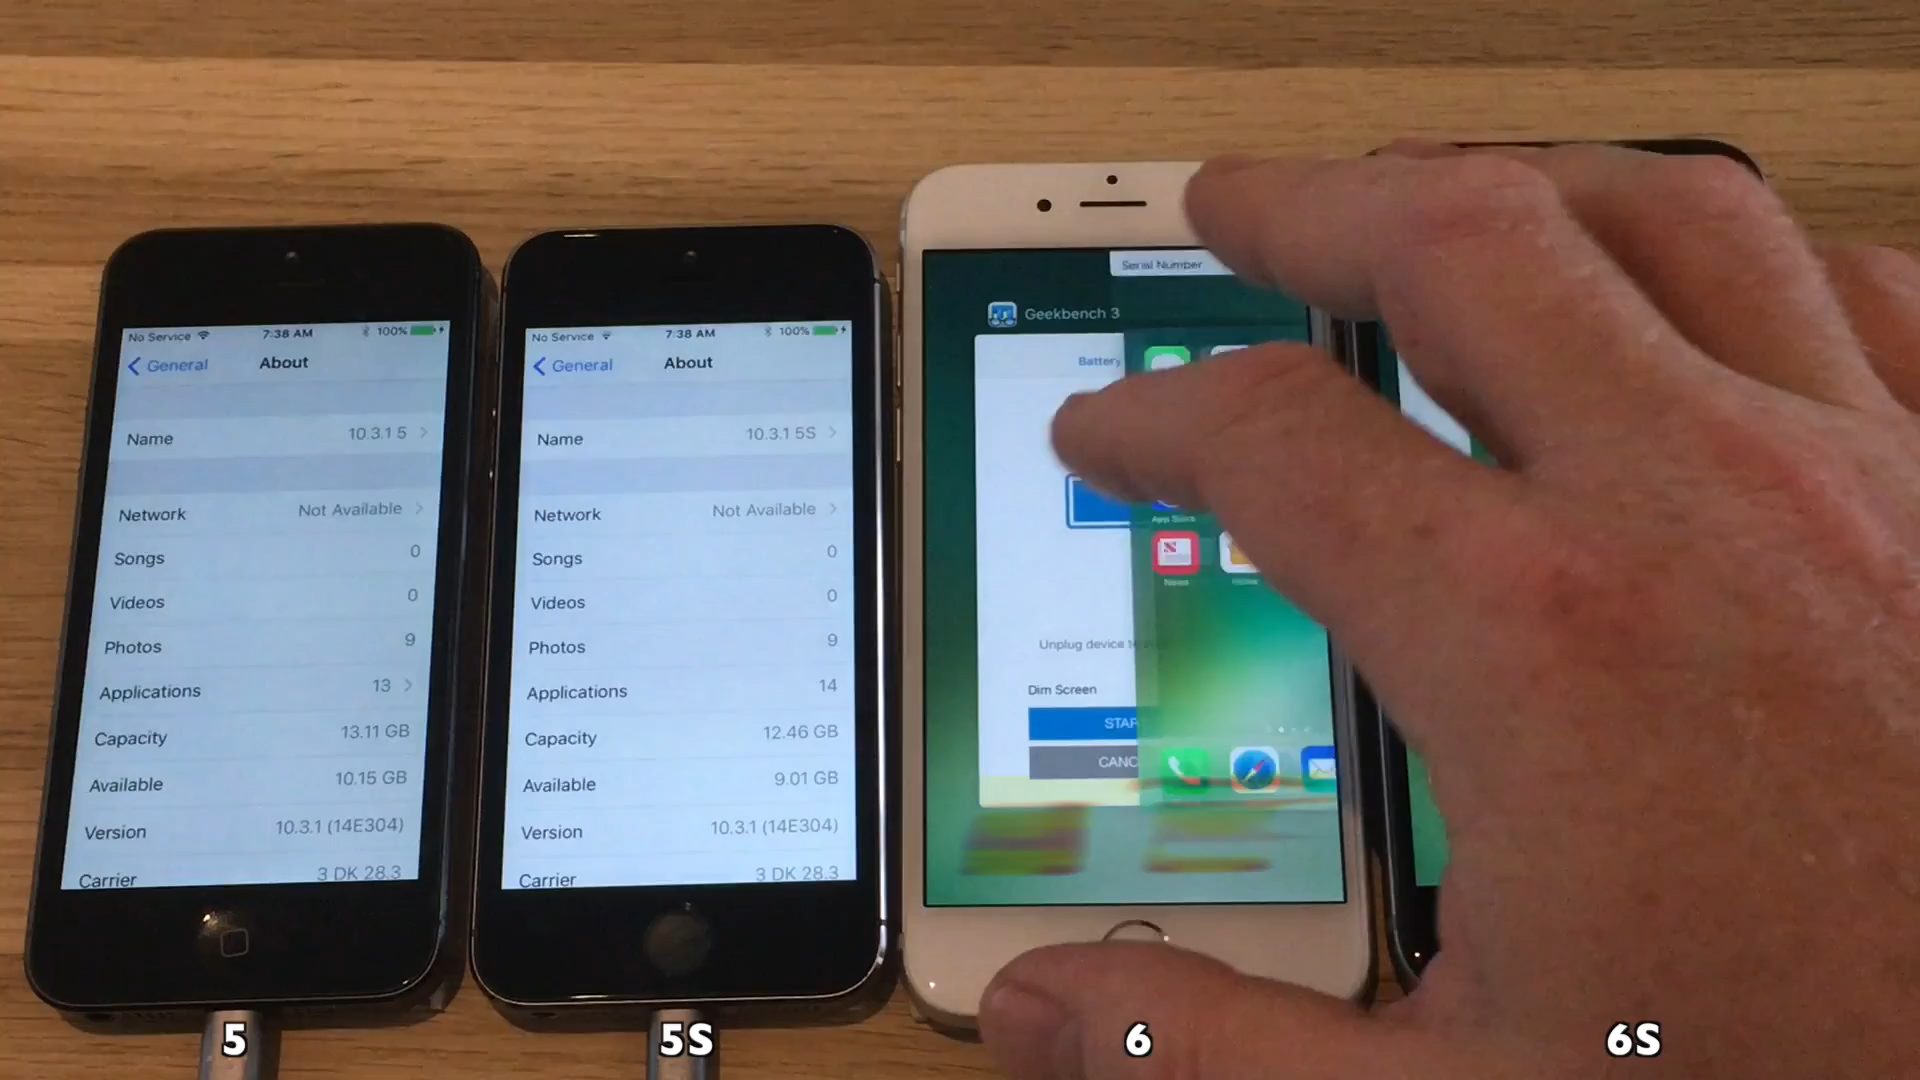 No Service 7:38 AM 100%
General About
Name 10.3.1 5
Network Not Available
Songs 0
Videos 0
Photos 9
Applications 13
Capacity 13.11 GB
Available 10.15 GB
Version 10.3.1 (14E304)
Carrier 3 DK 28.3
No Service 7:38 AM 100%
General About
Name 10.3.1 5S
Network Not Available
Songs 0
Videos 0
Photos 9
Applications 14
Capacity 12.46 GB
Available 9.01 GB
Version 10.3.1 (14E304)
Carrier 3 DK 28.3
Serial Number
Geekbench 3
Battery
App Store
News
Unplug device
Dim Screen
STAR
CANC
5
5S
6
6S